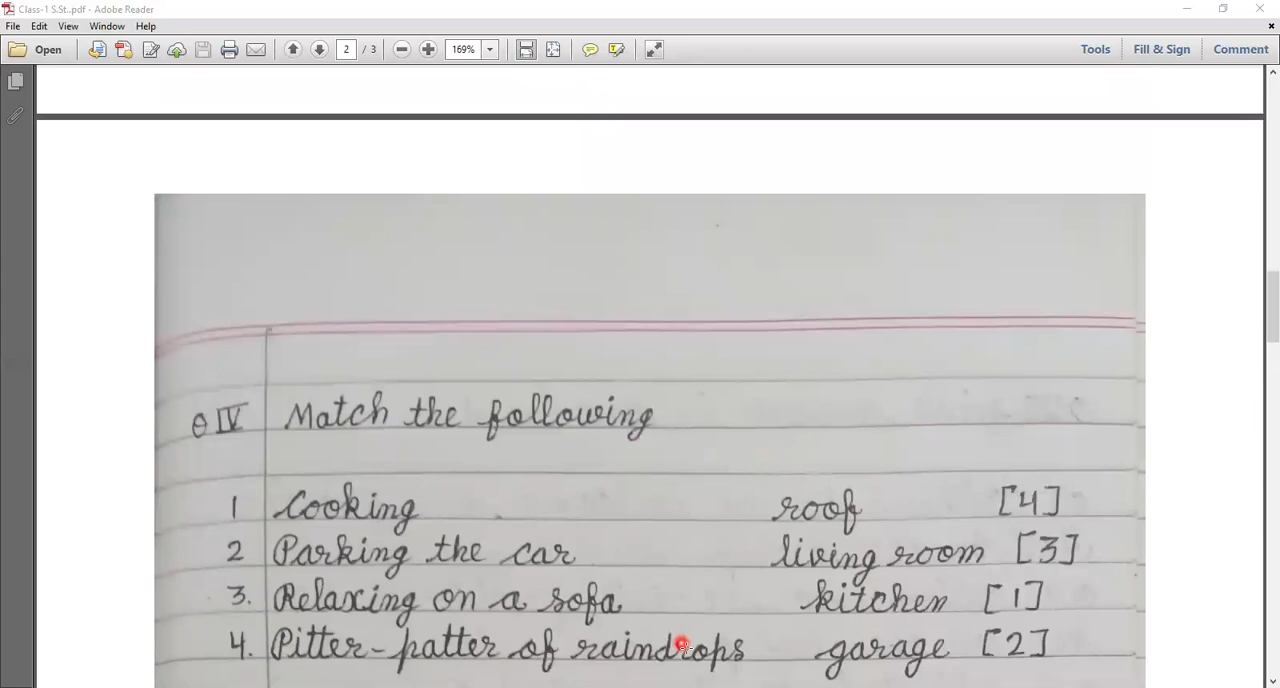 Class-1 S.St..pdf - Adobe Reader
File Edit View Window Help
Open 2 / 3 169% Tools Fill & Sign Comment
Q IV Match the following
1 Cooking roof [4]
2 Parking the car living room [3]
3. Relaxing on a sofa kitchen [1]
4. Pitter-patter of raindrops garage [2]